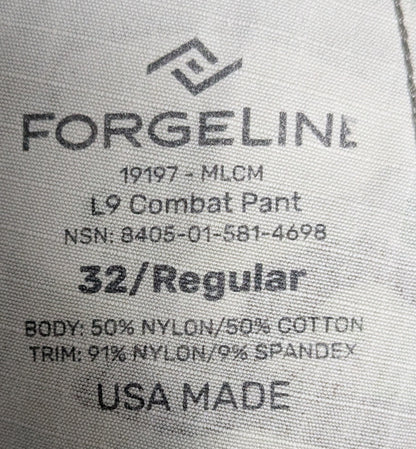 FORGELINE
19197 - MLCM
L9 Combat Pant
NSN: 8405-01-581-4698
32/Regular
BODY: 50% NYLON/50% COTTON
TRIM: 91% NYLON/9% SPANDEX
USA MADE